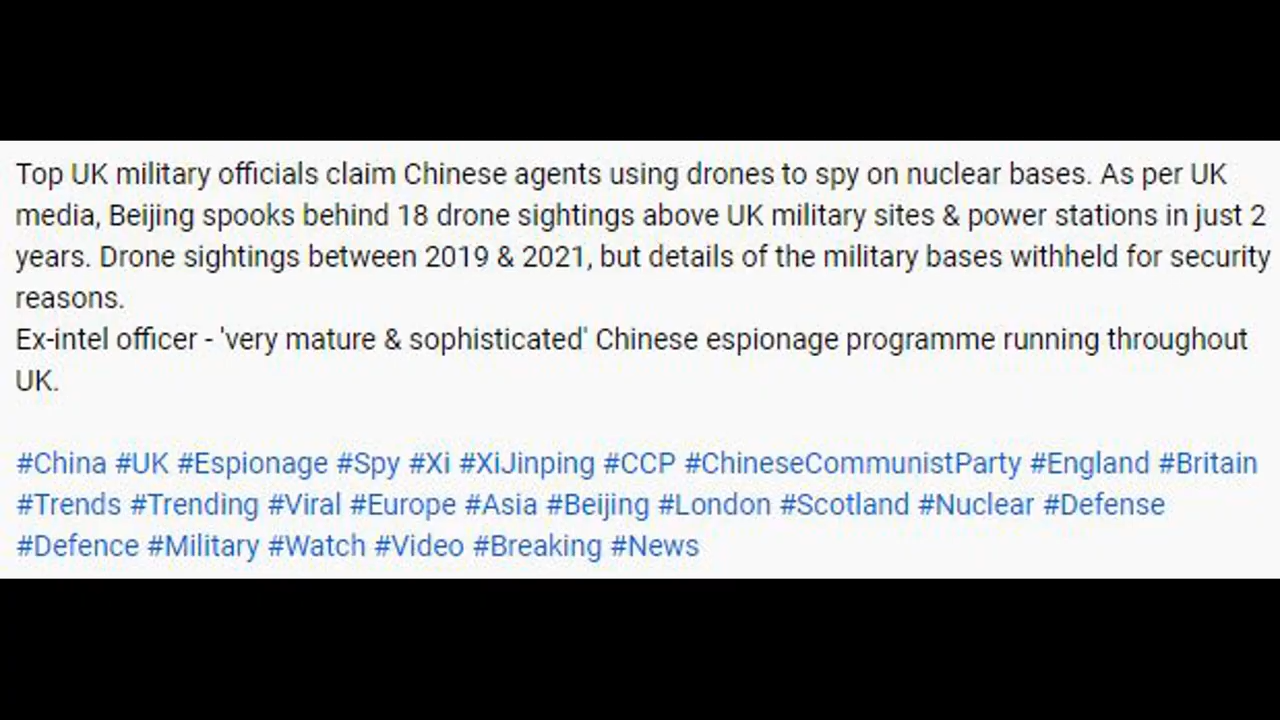 Top UK military officials claim Chinese agents using drones to spy on nuclear bases. As per UK
media, Beijing spooks behind 18 drone sightings above UK military sites & power stations in just 2
years. Drone sightings between 2019 & 2021, but details of the military bases withheld for security
reasons.
Ex-intel officer - 'very mature & sophisticated' Chinese espionage programme running throughout
UK.
#China #UK #Espionage #Spy #Xi #XiJinping #CCP #ChineseCommunistParty #England #Britain
#Trends #Trending #Viral #Europe #Asia #Beijing #London #Scotland #Nuclear #Defense
#Defence #Military #Watch #Video #Breaking #News